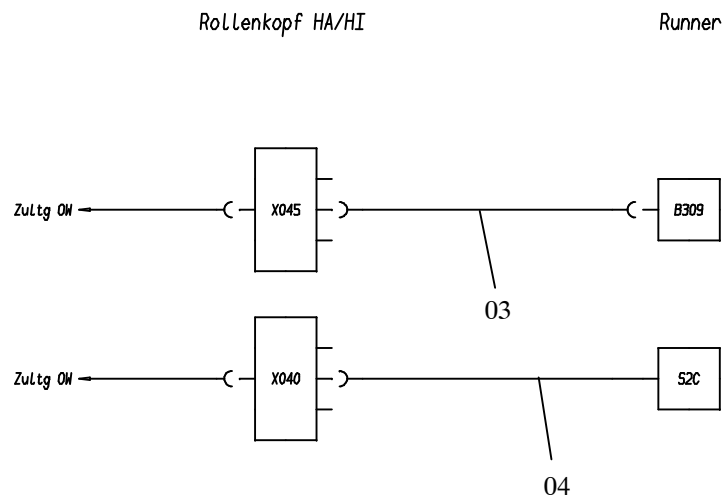 Rollenkopf HA/HI Runner
Zultg OW X045 B309
03
Zultg OW X040 S2C
04